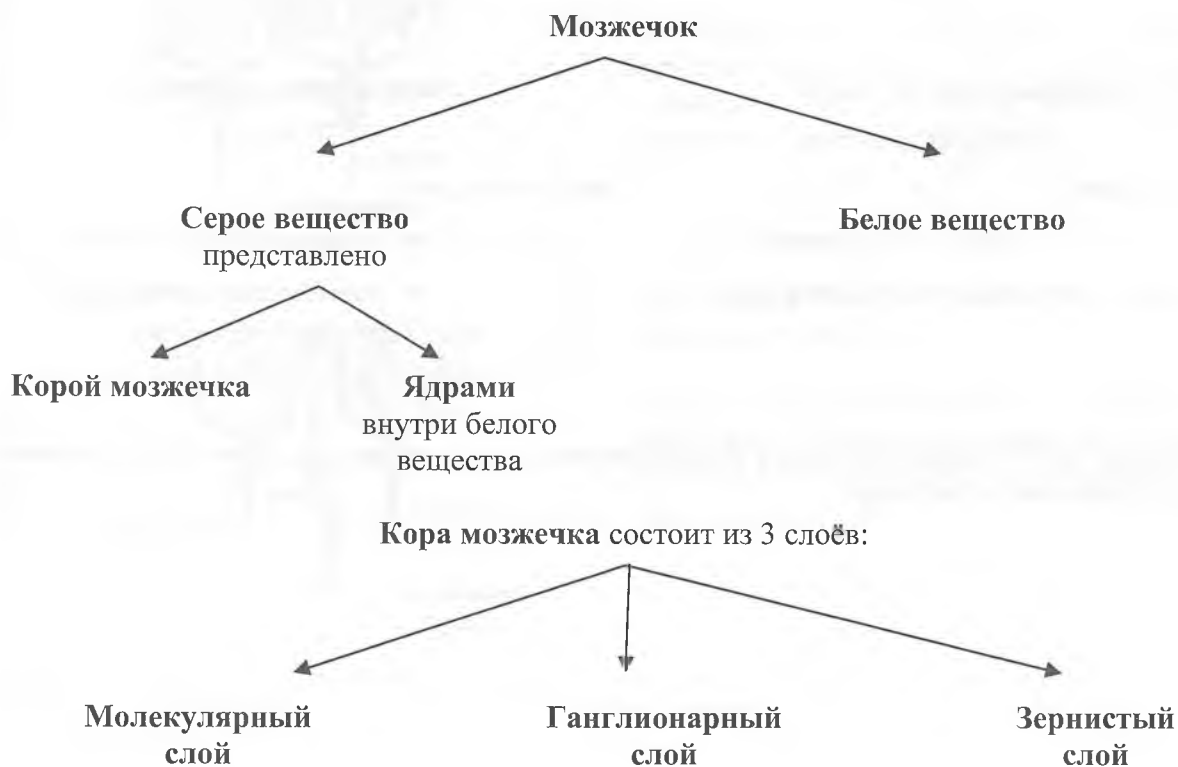 Мозжечок
Серое вещество
представлено
Белое вещество
Корой мозжечка
Ядрами
внутри белого
вещества
Кора мозжечка состоит из 3 слоёв:
Молекулярный
слой
Ганглионарный
слой
Зернистый
слой